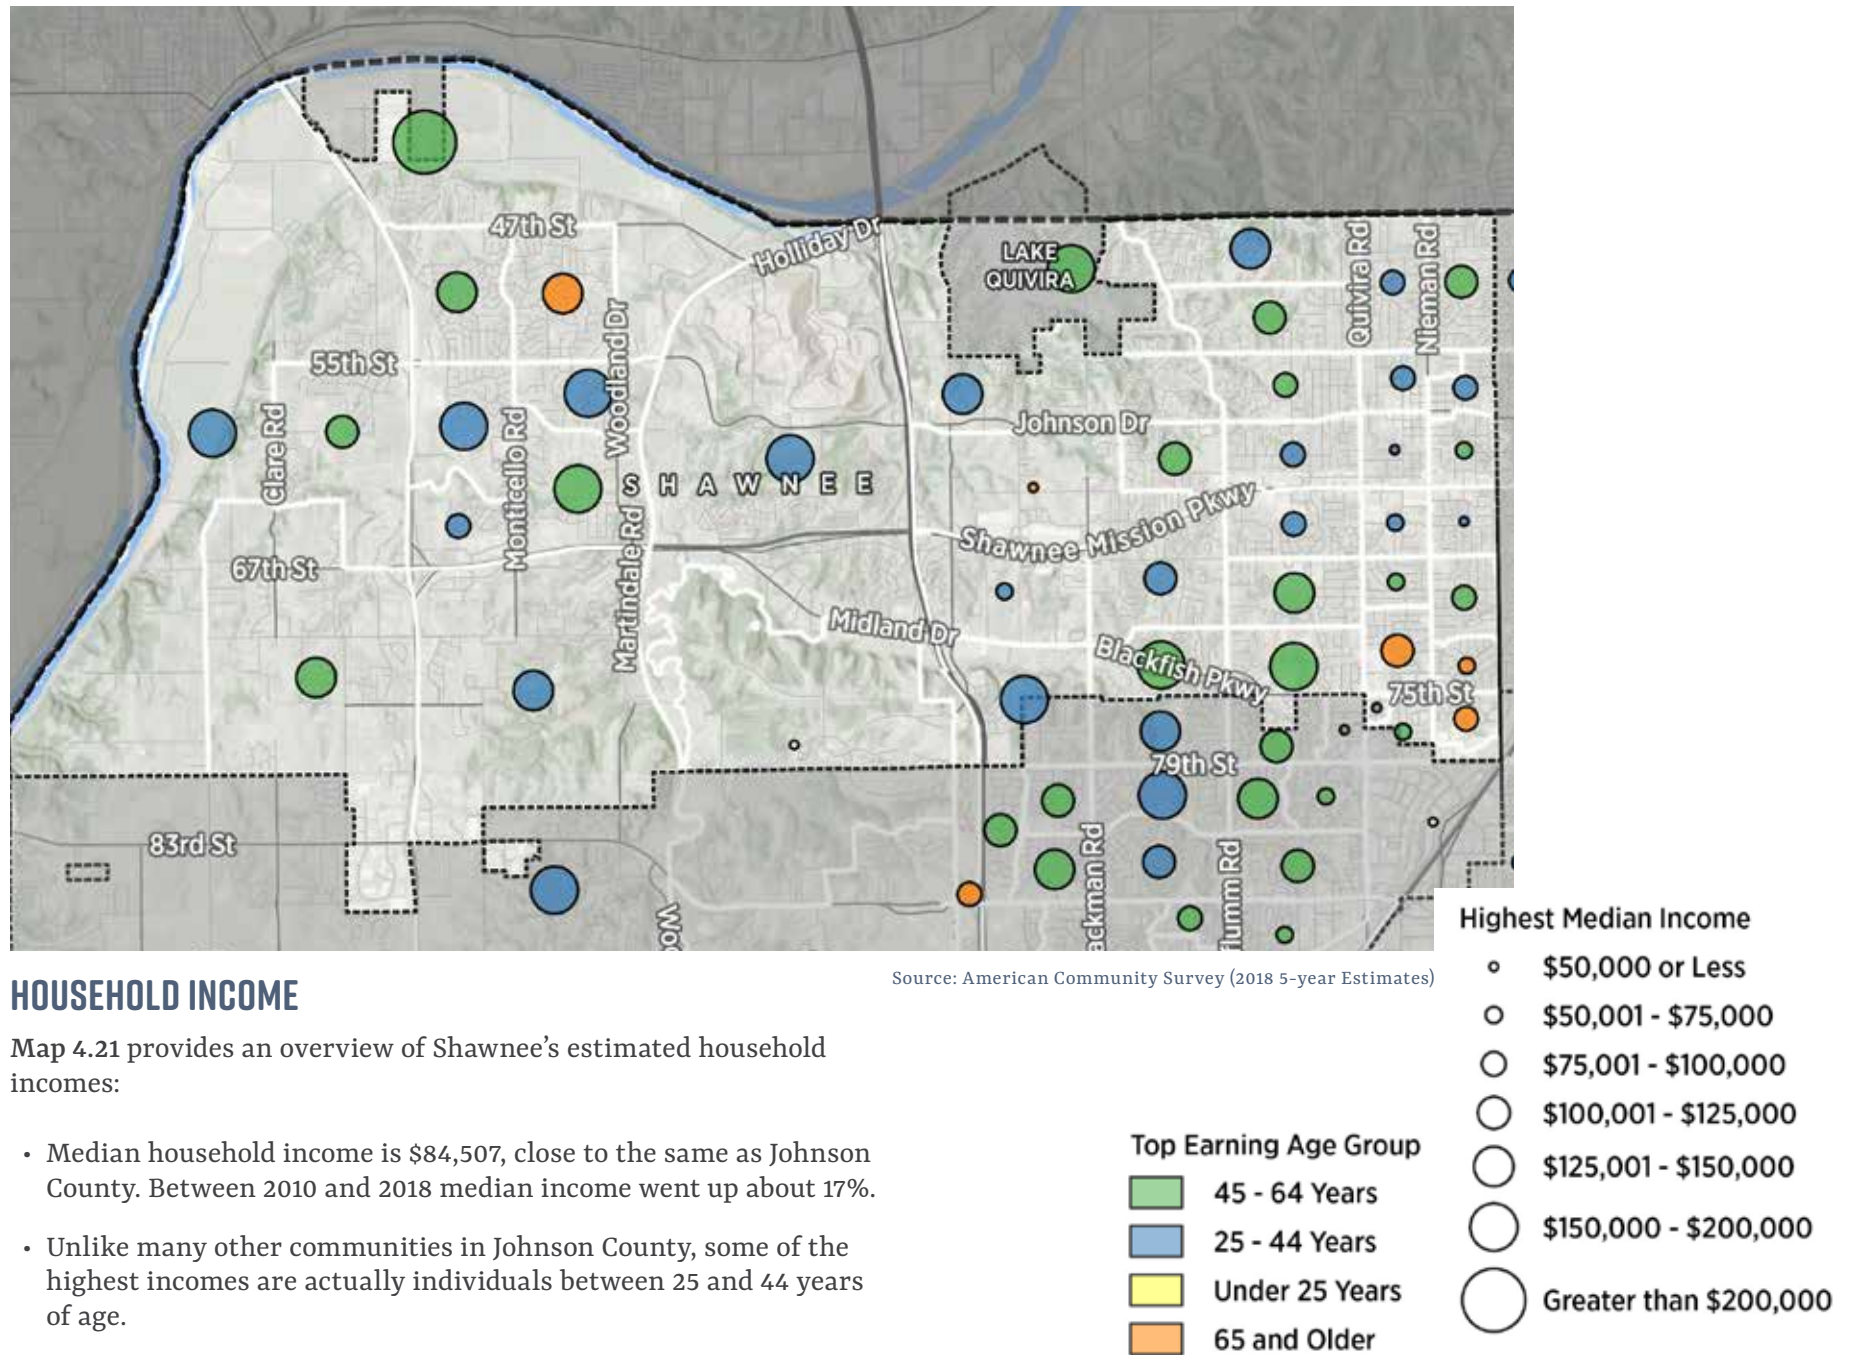 47th St
Holliday Dr
LAKE
QUIVIRA
Quivira Rd
Nieman Rd
55th St
Woodland Dr
Clare Rd
Monticello Rd
Johnson Dr
SHAWNEE
Shawnee Mission Pkwy
67th St
Martindale Rd
Midland Dr
Blackfish Pkwy
75th St
79th St
83rd St
ackman Rd
flumm Rd
Woo
Source: American Community Survey (2018 5-year Estimates)
HOUSEHOLD INCOME
Map 4.21 provides an overview of Shawnee’s estimated household
incomes:
• Median household income is $84,507, close to the same as Johnson
County. Between 2010 and 2018 median income went up about 17%.
• Unlike many other communities in Johnson County, some of the
highest incomes are actually individuals between 25 and 44 years
of age.
Top Earning Age Group
45 - 64 Years
25 - 44 Years
Under 25 Years
65 and Older
Highest Median Income
$50,000 or Less
$50,001 - $75,000
$75,001 - $100,000
$100,001 - $125,000
$125,001 - $150,000
$150,000 - $200,000
Greater than $200,000